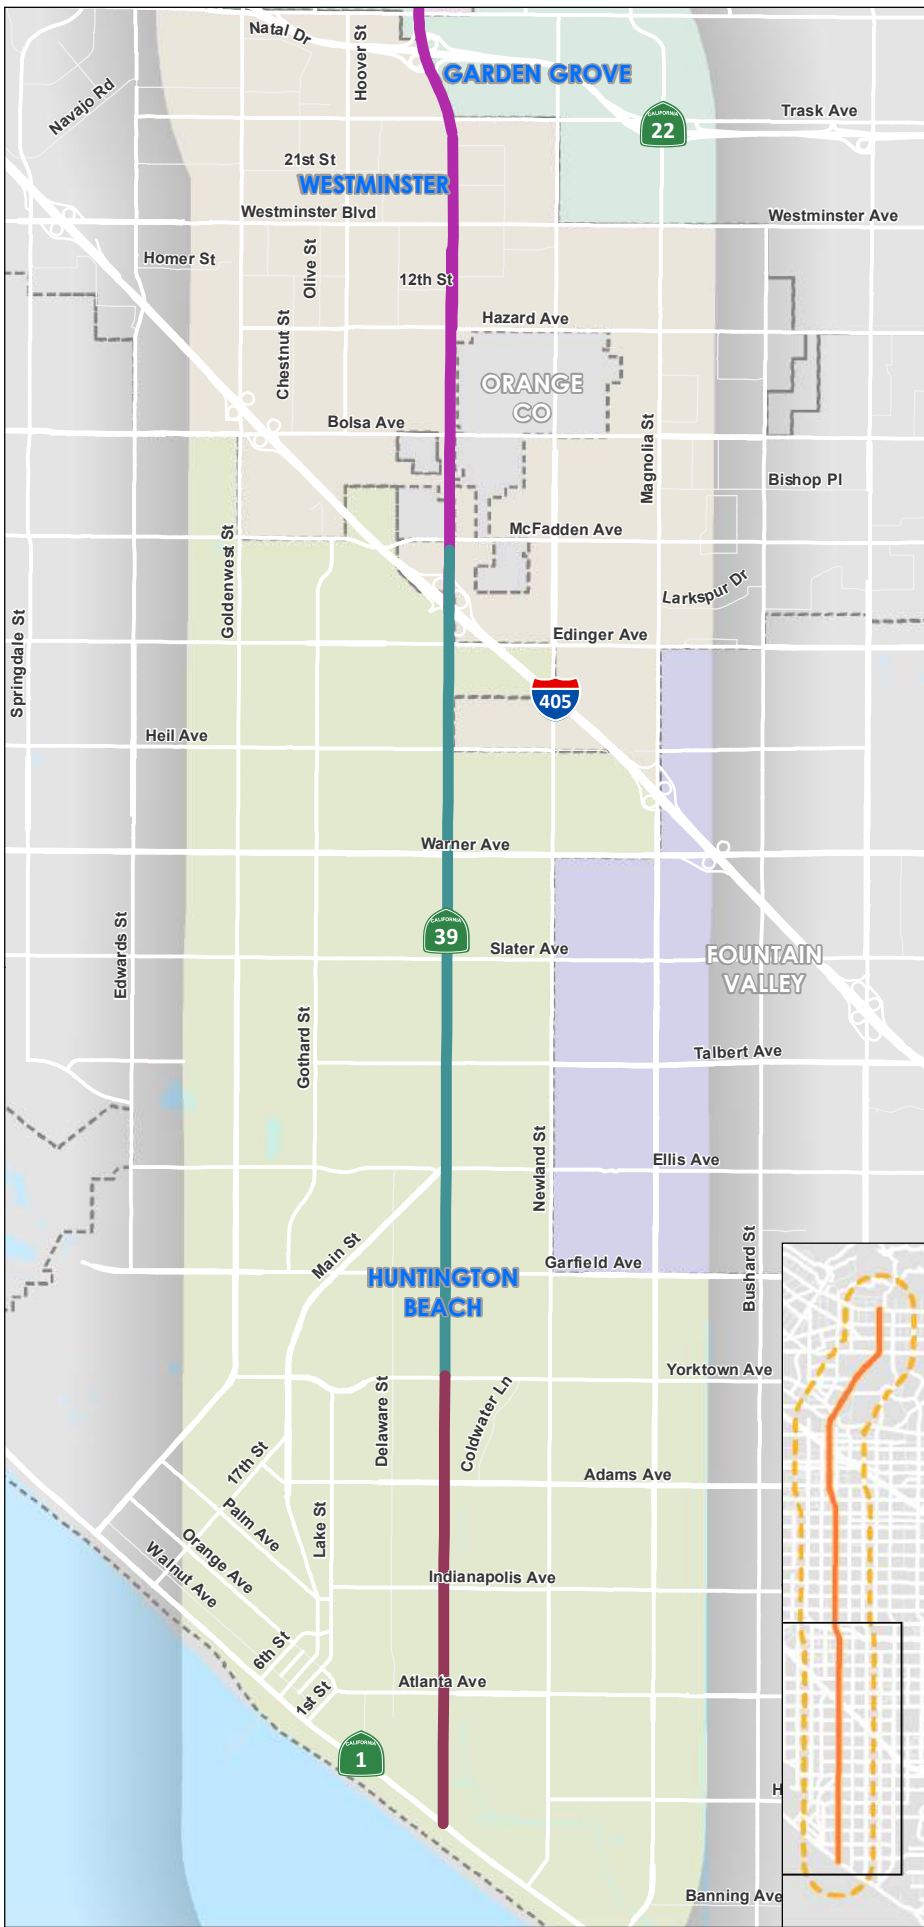 Natal Dr
Hoover St
GARDEN GROVE
Navajo Rd
Trask Ave
CALIFORNIA
22
21st St
WESTMINSTER
Westminster Blvd
Westminster Ave
Homer St
Olive St
12th St
Hazard Ave
Chestnut St
ORANGE
CO
Bolsa Ave
Magnolia St
Bishop Pl
McFadden Ave
Goldenwest St
Larkspur Dr
Springdale St
Edinger Ave
405
Heil Ave
Warner Ave
CALIFORNIA
39
Edwards St
Slater Ave
FOUNTAIN
VALLEY
Gothard St
Talbert Ave
Newland St
Ellis Ave
Main St
Bushard St
Garfield Ave
HUNTINGTON
BEACH
Yorktown Ave
Delaware St
Coldwater Ln
17th St
Adams Ave
Palm Ave
Lake St
Orange Ave
Walnut Ave
Indianapolis Ave
6th St
Atlanta Ave
1st St
CALIFORNIA
1
H
Banning Ave